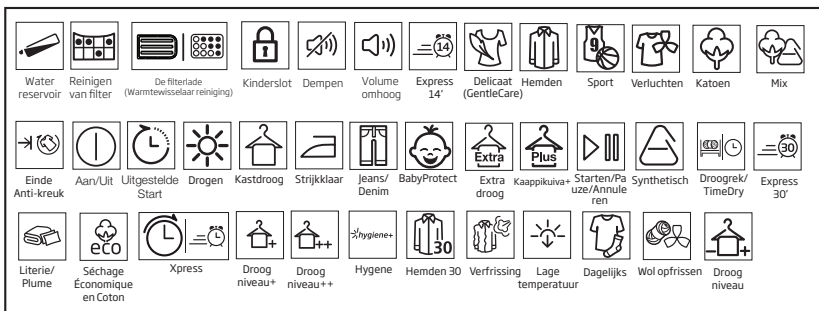 14
9
Water reservoir
Reinigen van filter
De filterlade (Warmtewisselaar reiniging)
Kinderslot
Dempen
Volume omhoog
Express 14'
Delicaat (GentleCare)
Hemden
Sport
Verluchten
Katoen
Mix
Extra
Plus
30
Einde Anti-kreuk
Aan/Uit
Uitgestelde Start
Drogen
Kastdroog
Strijkklaar
Jeans/ Denim
BabyProtect
Extra droog
Kaappikuiva+
Starten/Pa uze/Annule ren
Synthetisch
Droogrek/ TimeDry
Express 30'
eco
+
++
hygiene+
30
- +
Literie/ Plume
Séchage Économique en Coton
Xpress
Droog niveau+
Droog niveau++
Hygene
Hemden 30
Verfrissing
Lage temperatuur
Dagelijks
Wol opfrissen
Droog niveau